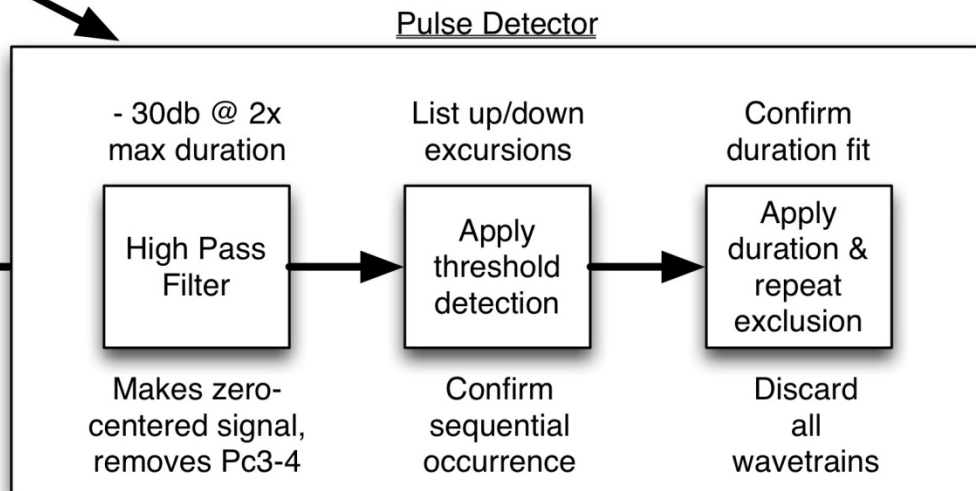 Pulse Detector
- 30db @ 2x
max duration
High Pass
Filter
Makes zero-
centered signal,
removes Pc3-4
List up/down
excursions
Apply
threshold
detection
Confirm
sequential
occurrence
Confirm
duration fit
Apply
duration &
repeat
exclusion
Discard
all
wavetrains